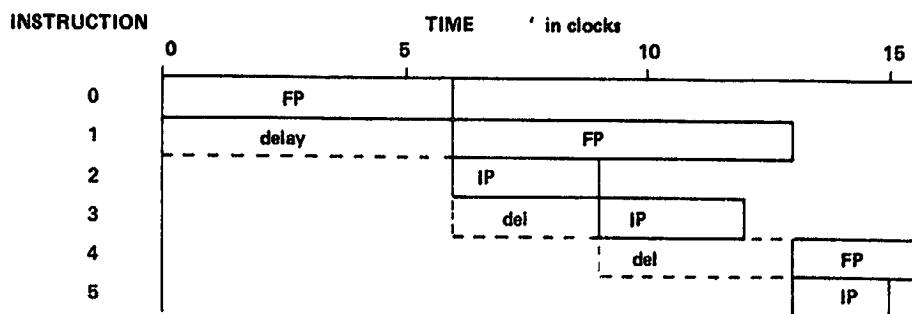 INSTRUCTION TIME ' in clocks
0 5 10 15
0 FP
1 delay FP
2 IP
3 del IP
4 del FP
5 IP